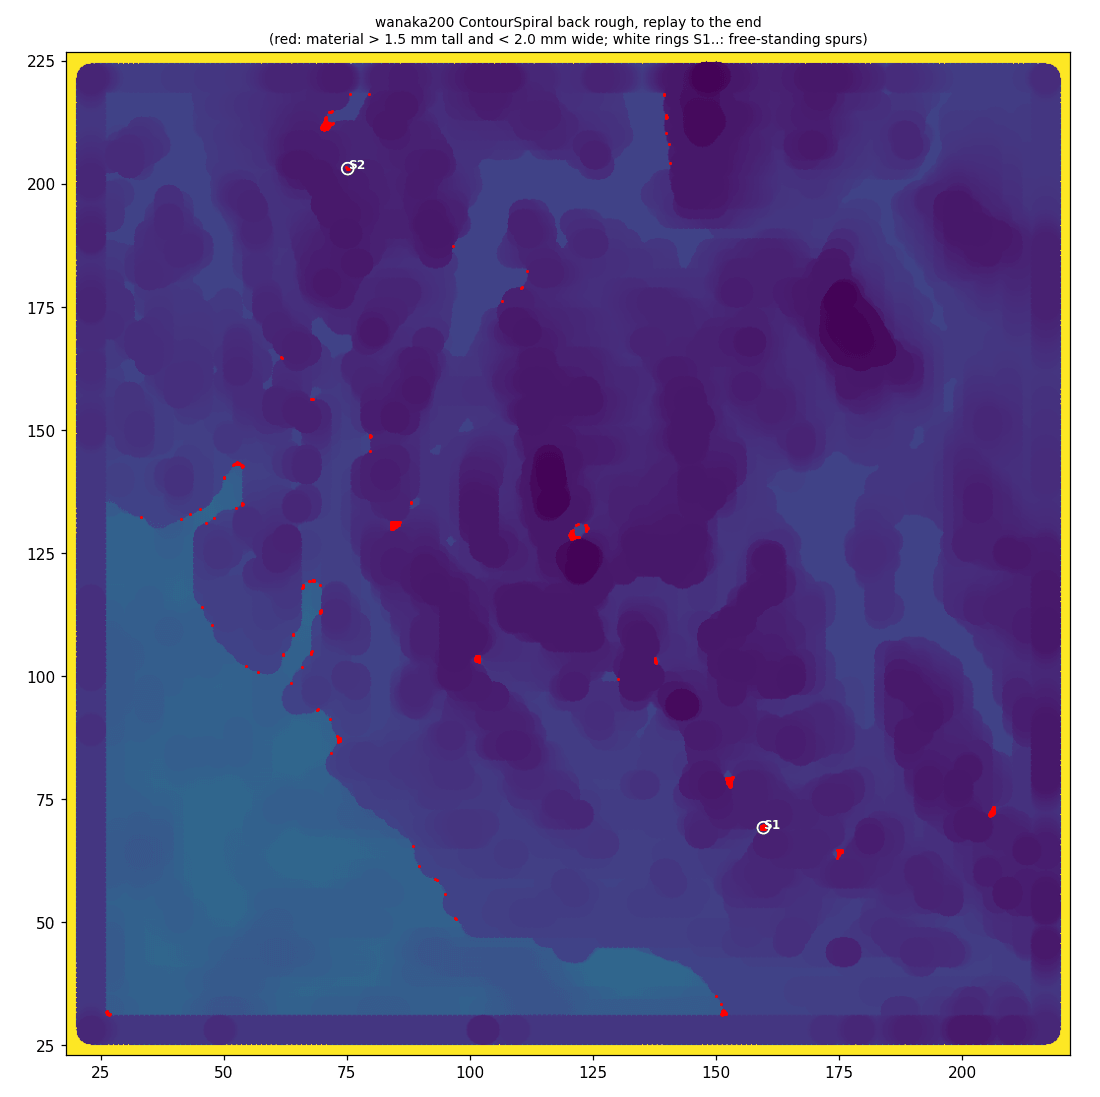 wanaka200 ContourSpiral back rough, replay to the end
(red: material > 1.5 mm tall and < 2.0 mm wide; white rings S1..: free-standing spurs)
225
200
S2
175
150
125
100
75
S1
50
25
25 50 75 100 125 150 175 200